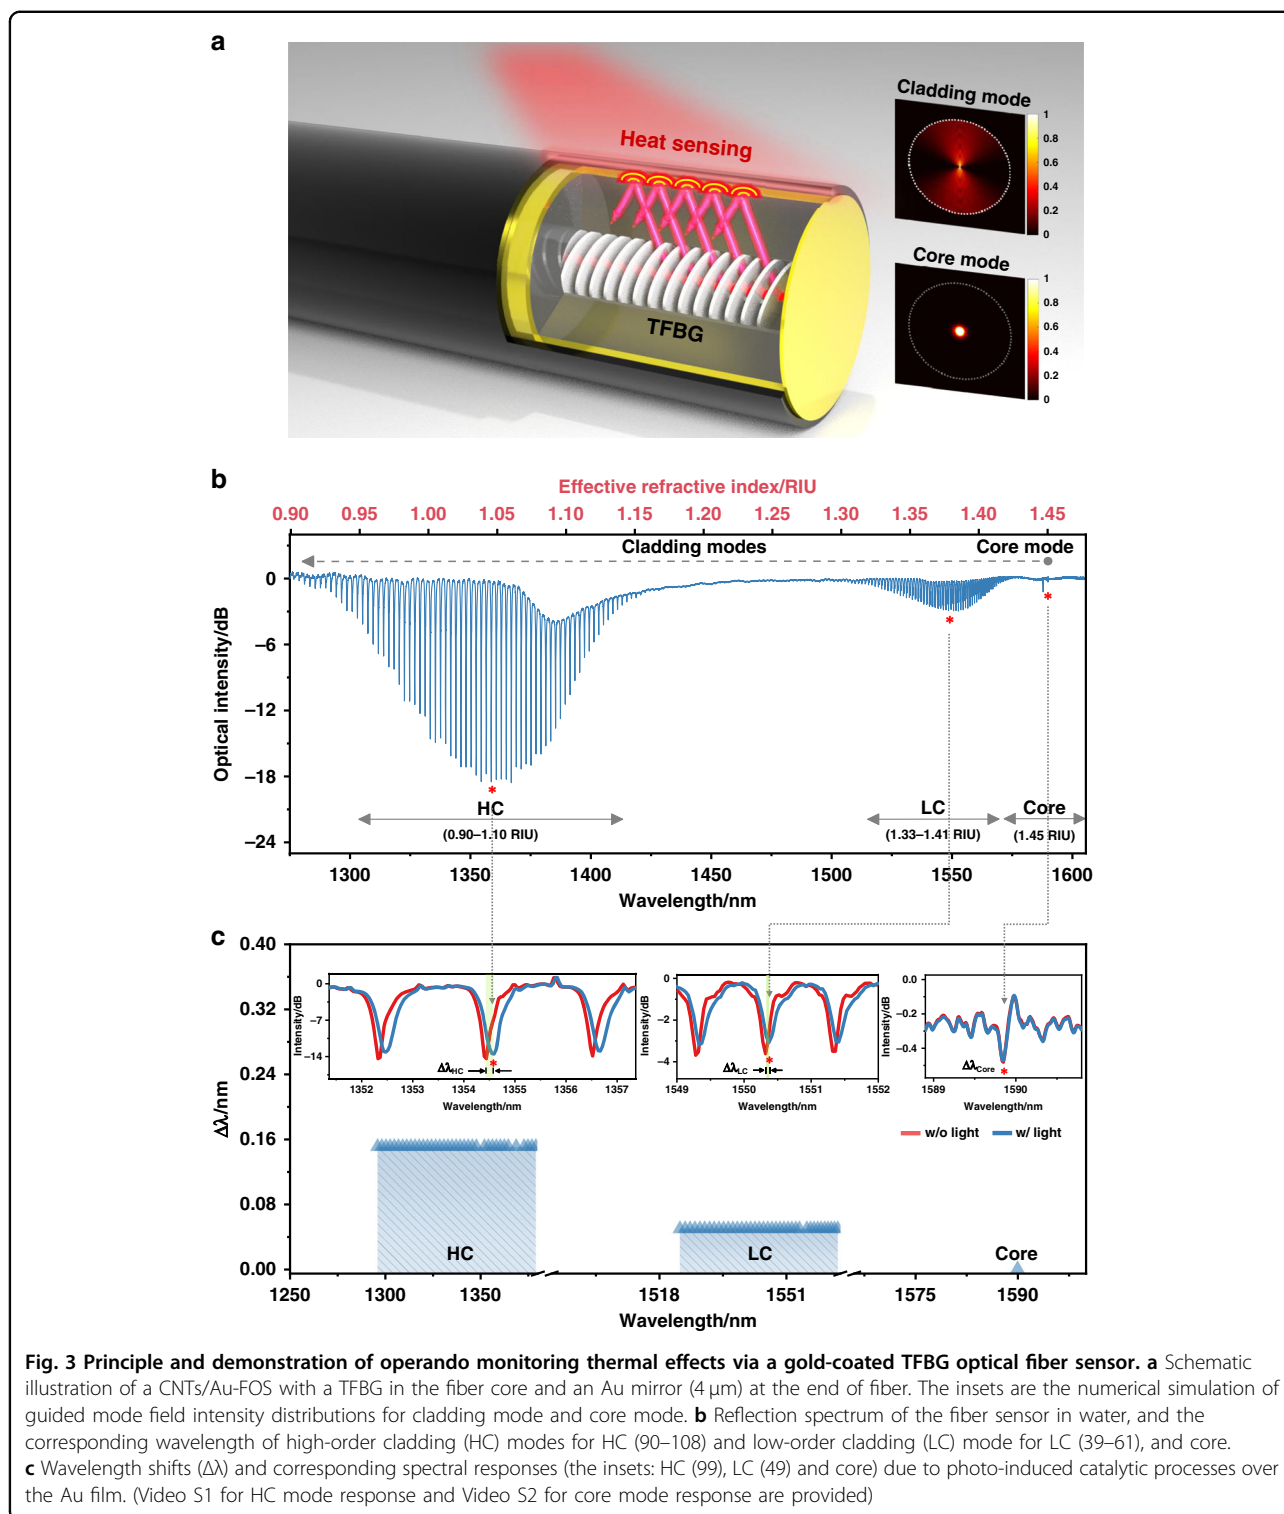 a
Cladding mode
1
0.8
0.6
0.4
0.2
0
Heat sensing
TFBG
Core mode
1
0.8
0.6
0.4
0.2
0
b
Effective refractive index/RIU
0.90 0.95 1.00 1.05 1.10 1.15 1.20 1.25 1.30 1.35 1.40 1.45
Cladding modes Core mode
Optical intensity/dB
0
−6
−12
−18
−24
* * *
HC
(0.90–1.10 RIU)
LC
(1.33–1.41 RIU)
Core
(1.45 RIU)
1300 1350 1400 1450 1500 1550 1600
Wavelength/nm
c
Δλ/nm
0.40
0.32
0.24
0.16
0.08
0.00
Intensity/dB
0
−7
−14
ΔλHC
*
1352 1353 1354 1355 1356 1357
Wavelength/nm
Intensity/dB
0
−2
−4
ΔλLC
*
1549 1550 1551 1552
Wavelength/nm
Intensity/dB
0.0
−0.2
−0.4
ΔλCore
*
1589 1590
Wavelength/nm
w/o light w/ light
HC LC Core
1250 1300 1350 1518 1551 1575 1590
Wavelength/nm
Fig. 3 Principle and demonstration of operando monitoring thermal effects via a gold-coated TFBG optical fiber sensor. a Schematic
illustration of a CNTs/Au-FOS with a TFBG in the fiber core and an Au mirror (4 μm) at the end of fiber. The insets are the numerical simulation of
guided mode field intensity distributions for cladding mode and core mode. b Reflection spectrum of the fiber sensor in water, and the
corresponding wavelength of high-order cladding (HC) modes for HC (90–108) and low-order cladding (LC) mode for LC (39–61), and core.
c Wavelength shifts (Δλ) and corresponding spectral responses (the insets: HC (99), LC (49) and core) due to photo-induced catalytic processes over
the Au film. (Video S1 for HC mode response and Video S2 for core mode response are provided)